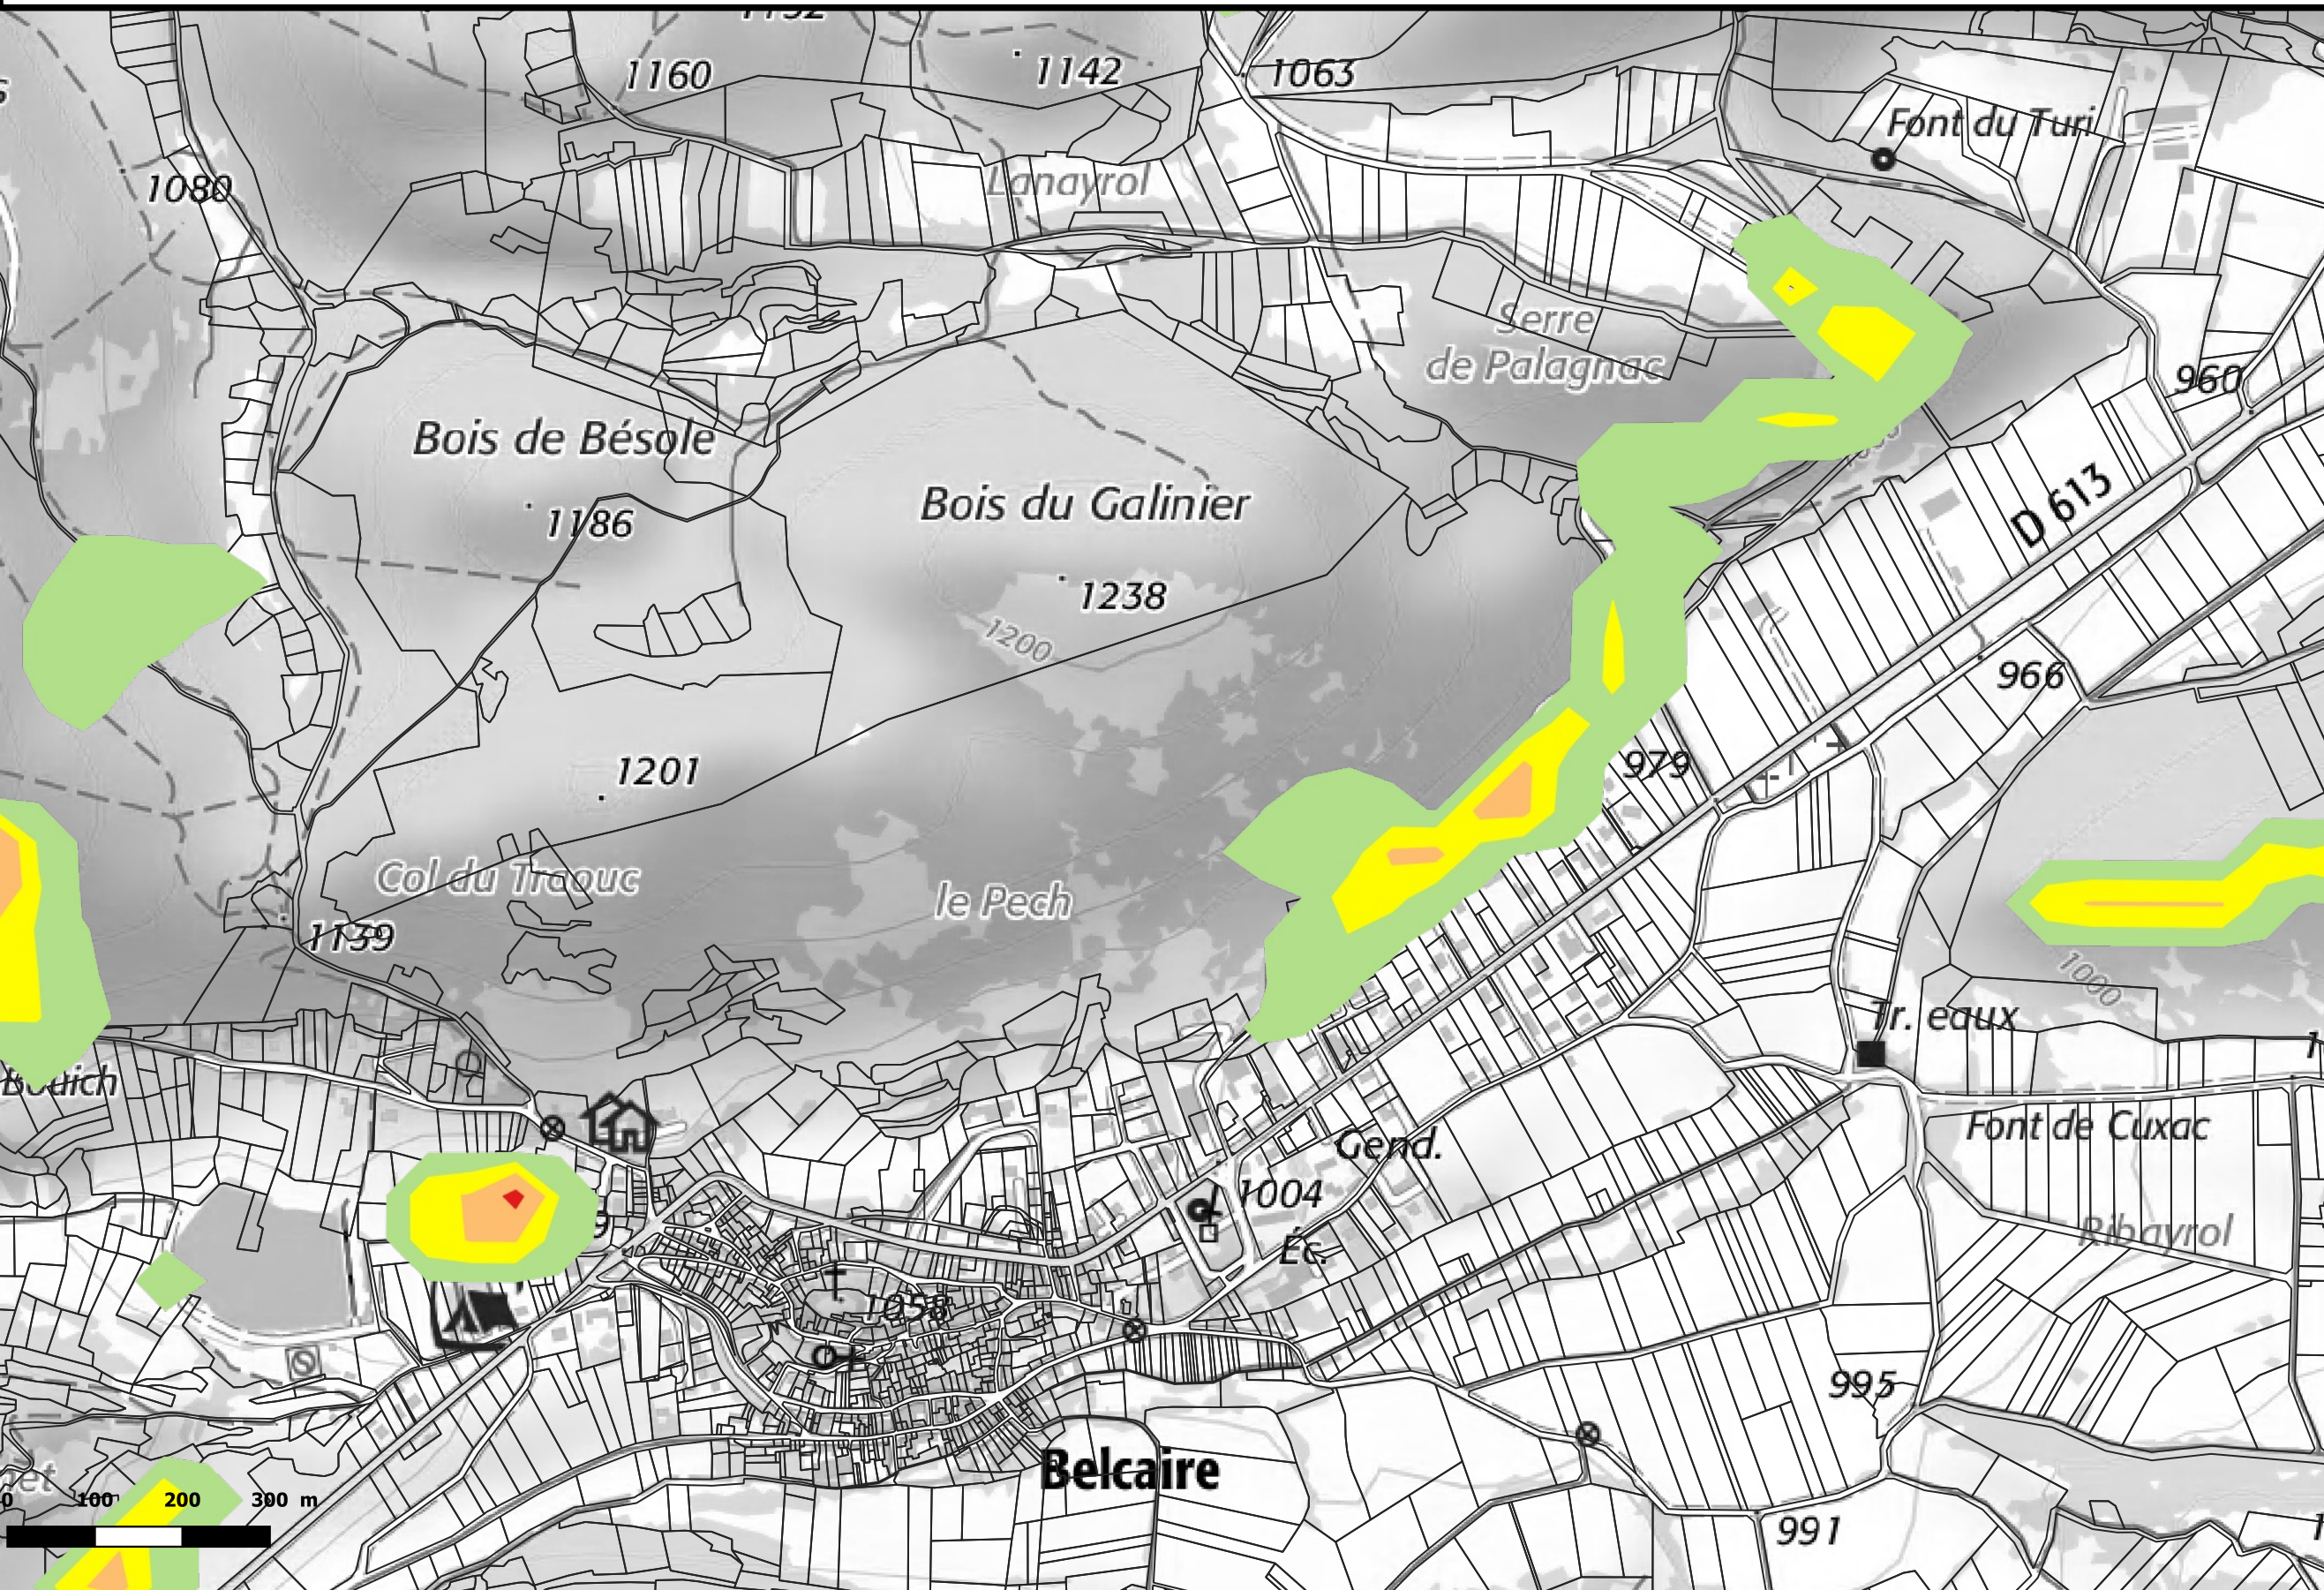 1160
1142
1063
Font du Turi
1080
Lanayrol
Serre
de Palagnac
960
Bois de Bésole
1186
Bois du Galinier
D 613
1238
1200
966
1201
979
Col du Traouc
le Pech
1139
1000
Tr. eaux
Bouich
Font de Cuxac
Gend.
1004
Ribayrol
Éc.
1058
995
Belcaire
0 100 200 300 m
991